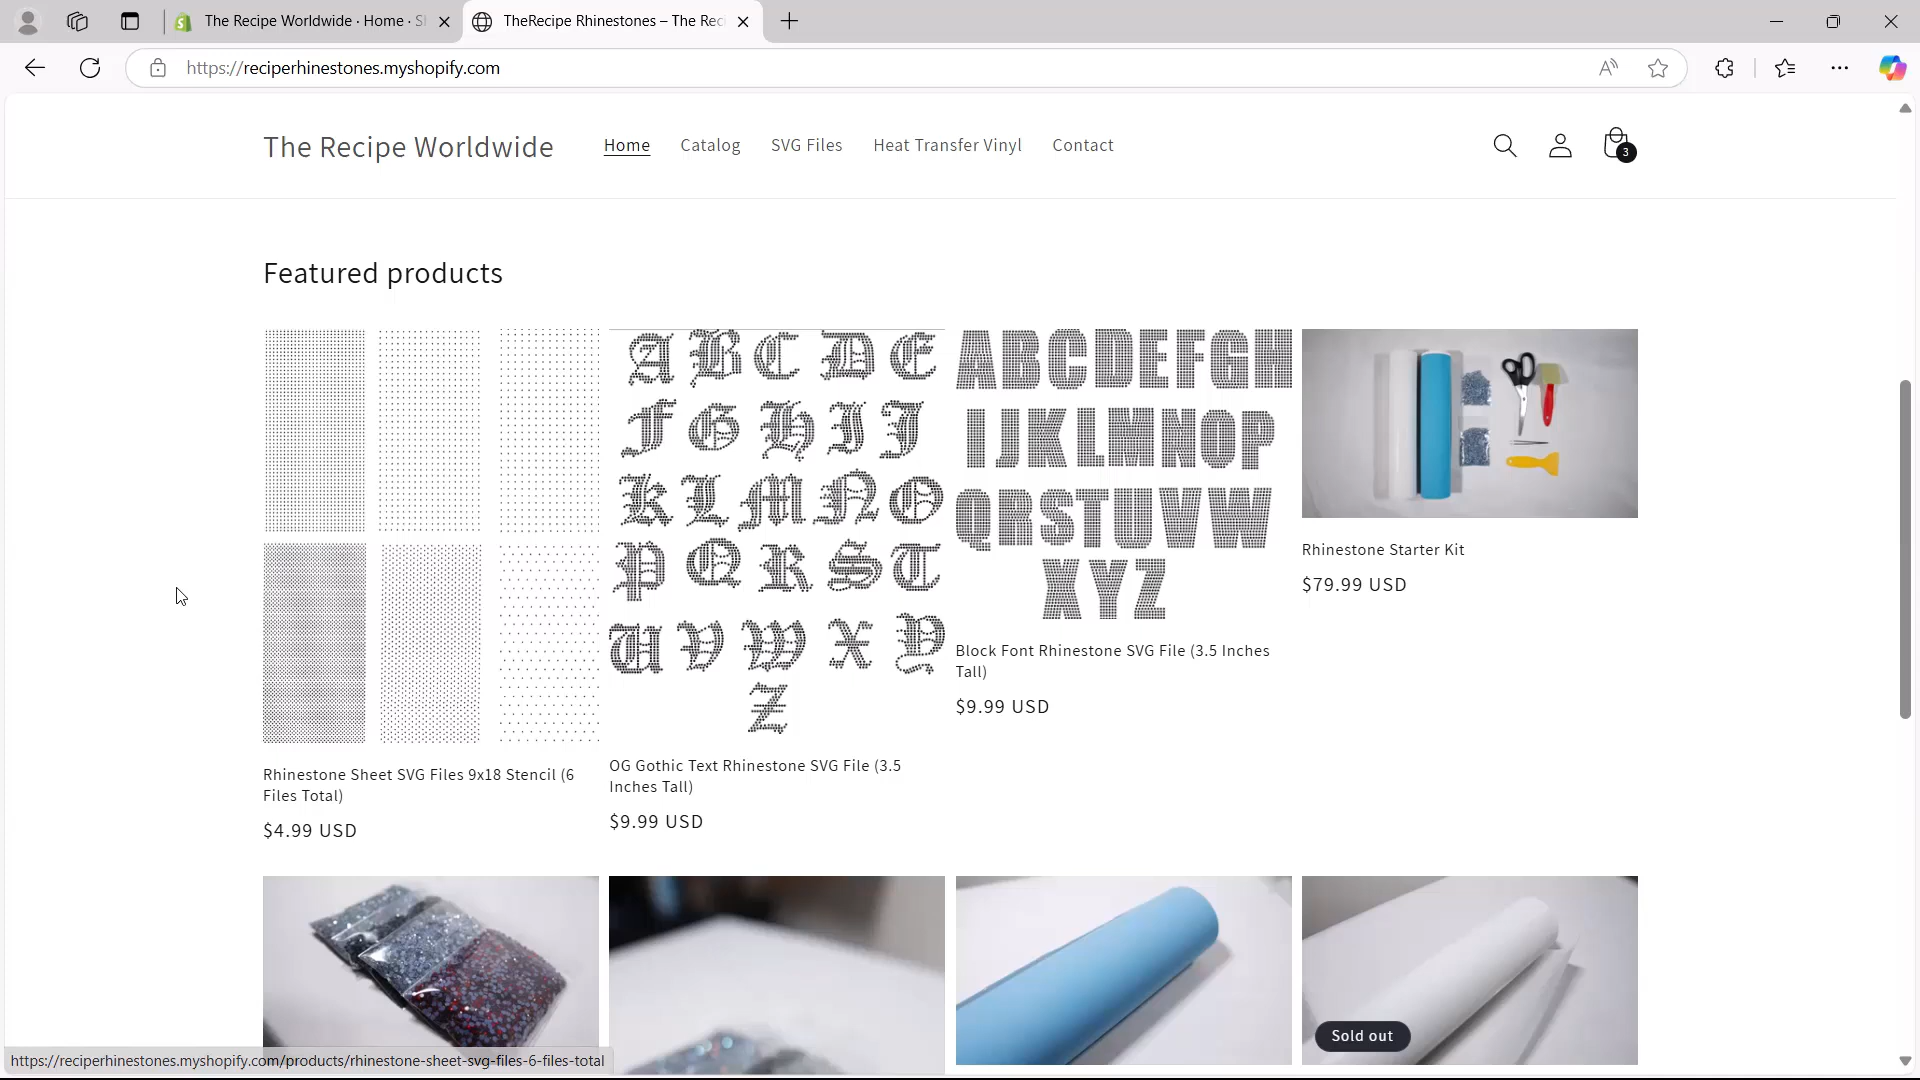 The Recipe Worldwide · Home · S
TheRecipe Rhinestones – The Rec
https://reciperhinestones.myshopify.com
The Recipe Worldwide
Home
Catalog
SVG Files
Heat Transfer Vinyl
Contact
3
Featured products
A B C D E
F G H I J
K L M N O
P Q R S T
U V W X Y
Z
ABCDEFGH
IJKLMNOP
QRSTUVW
XYZ
Rhinestone Starter Kit
$79.99 USD
Block Font Rhinestone SVG File (3.5 Inches
Tall)
$9.99 USD
Rhinestone Sheet SVG Files 9x18 Stencil (6
Files Total)
$4.99 USD
OG Gothic Text Rhinestone SVG File (3.5
Inches Tall)
$9.99 USD
Sold out
https://reciperhinestones.myshopify.com/products/rhinestone-sheet-svg-files-6-files-total